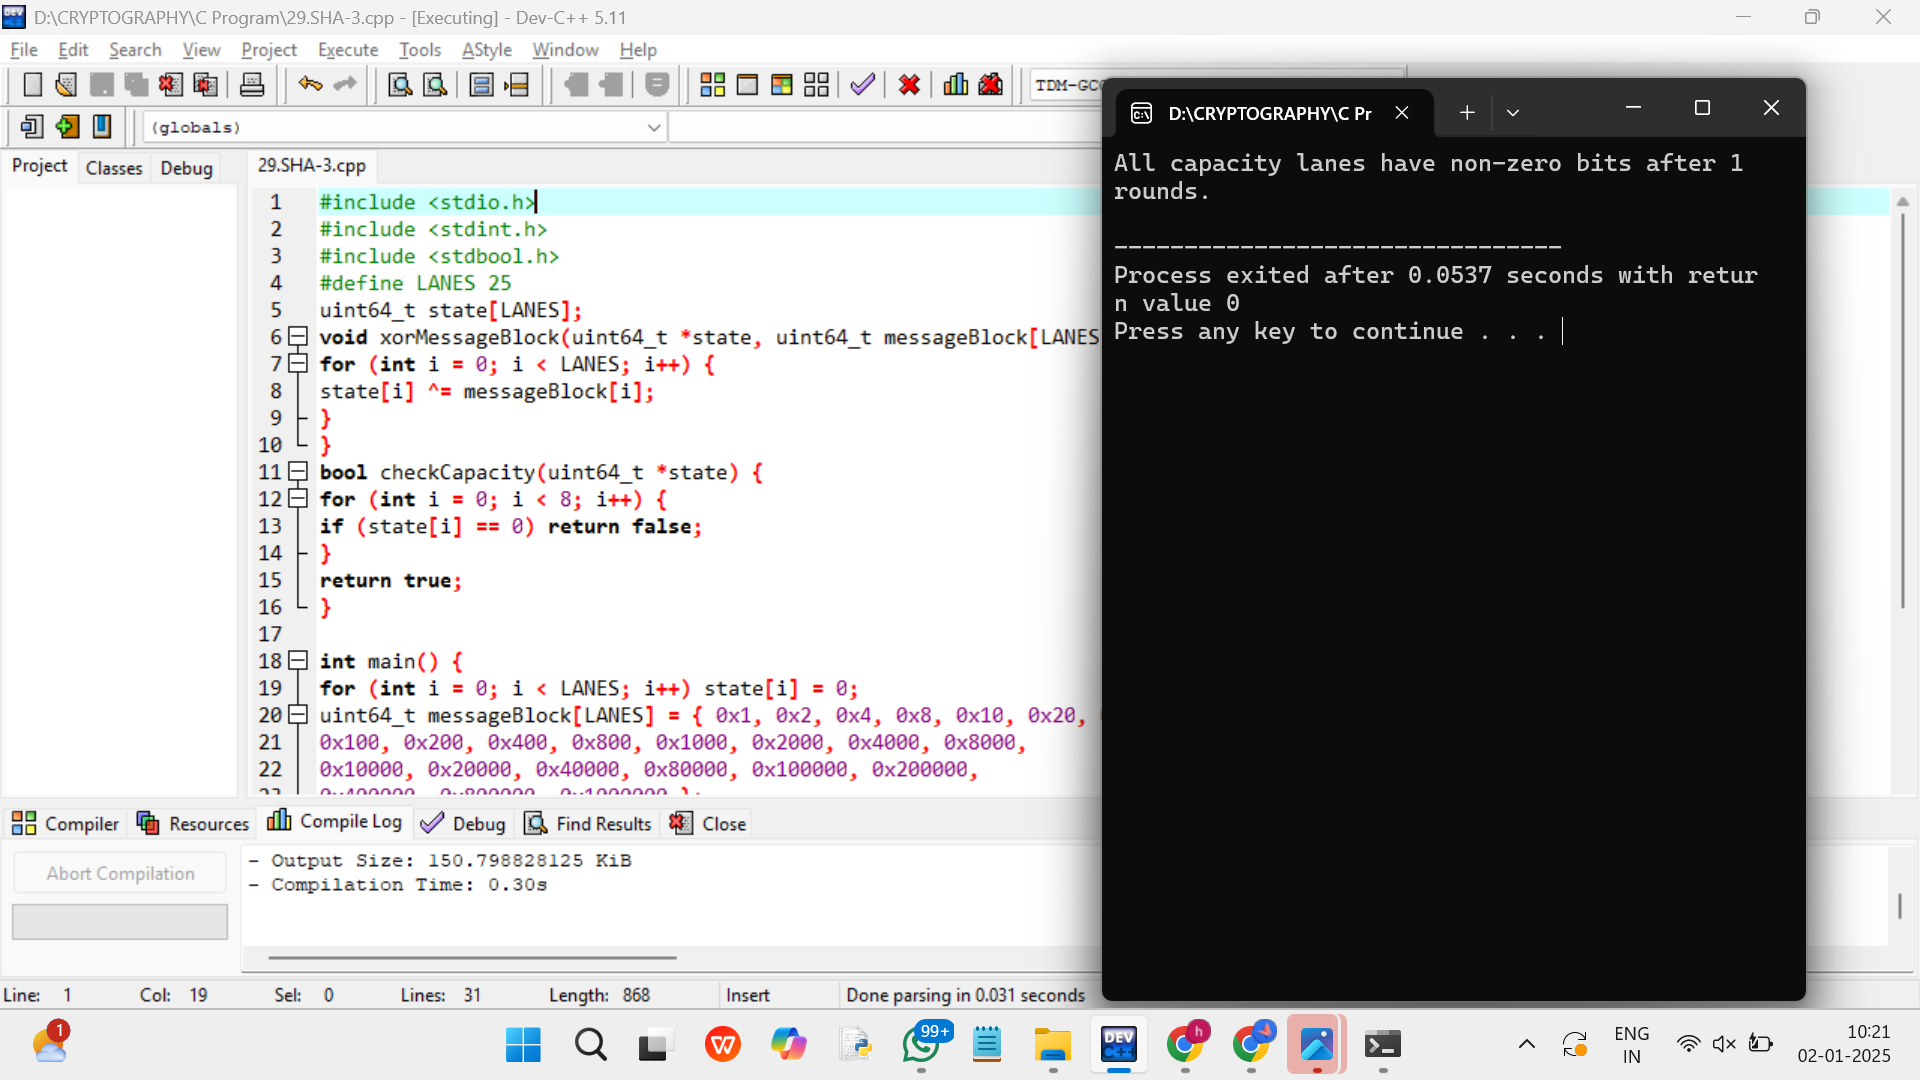 D:\CRYPTOGRAPHY\C Program\29.SHA-3.cpp - [Executing] - Dev-C++ 5.11
File Edit Search View Project Execute Tools AStyle Window Help
TDM-GCC
(globals)
Project Classes Debug
29.SHA-3.cpp
1 #include <stdio.h>
2 #include <stdint.h>
3 #include <stdbool.h>
4 #define LANES 25
5 uint64_t state[LANES];
6 void xorMessageBlock(uint64_t *state, uint64_t messageBlock[LANES
7 for (int i = 0; i < LANES; i++) {
8 state[i] ^= messageBlock[i];
9 }
10 }
11 bool checkCapacity(uint64_t *state) {
12 for (int i = 0; i < 8; i++) {
13 if (state[i] == 0) return false;
14 }
15 return true;
16 }
17
18 int main() {
19 for (int i = 0; i < LANES; i++) state[i] = 0;
20 uint64_t messageBlock[LANES] = { 0x1, 0x2, 0x4, 0x8, 0x10, 0x20,
21 0x100, 0x200, 0x400, 0x800, 0x1000, 0x2000, 0x4000, 0x8000,
22 0x10000, 0x20000, 0x40000, 0x80000, 0x100000, 0x200000,
23 0x400000, 0x800000, 0x1000000 };
D:\CRYPTOGRAPHY\C Pr
All capacity lanes have non-zero bits after 1
rounds.
--------------------------------
Process exited after 0.0537 seconds with retur
n value 0
Press any key to continue . . .
Compiler Resources Compile Log Debug Find Results Close
Abort Compilation
- Output Size: 150.798828125 KiB
- Compilation Time: 0.30s
Line: 1 Col: 19 Sel: 0 Lines: 31 Length: 868 Insert Done parsing in 0.031 seconds
1
W
99+
DEV
C++
h
ENG
IN
10:21
02-01-2025